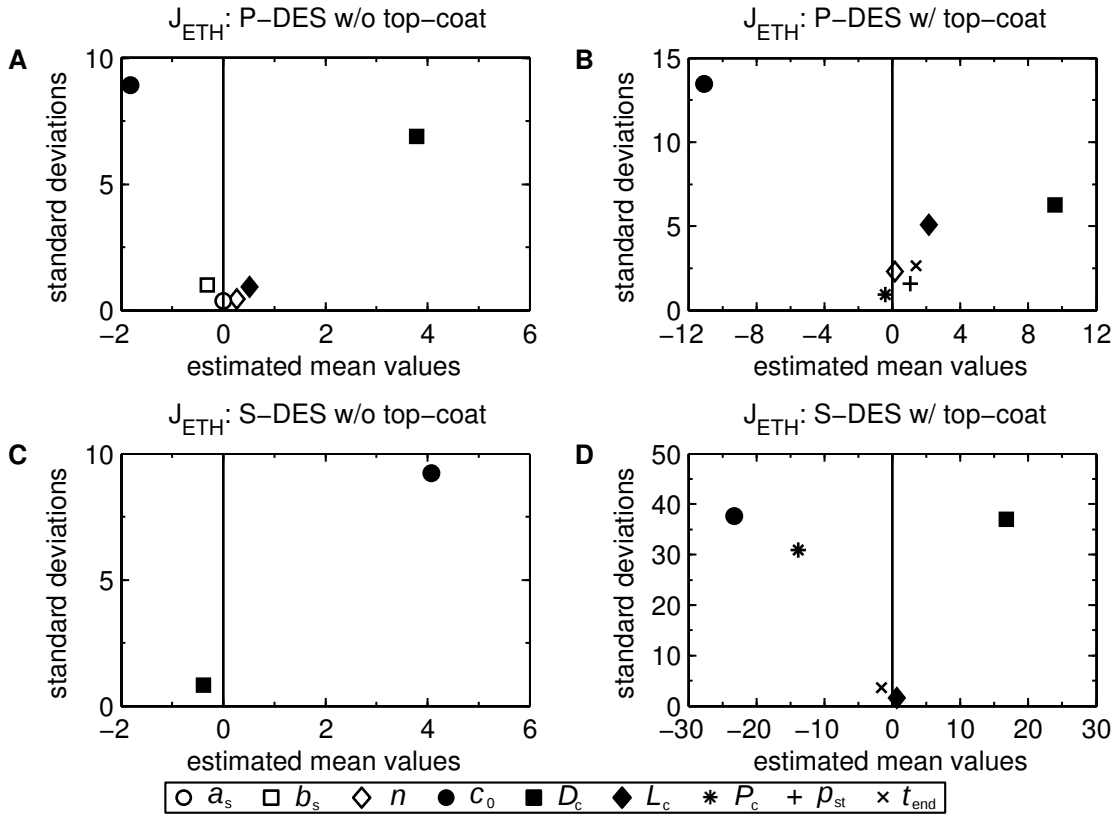 J_ETH: P−DES w/o top−coat
A
10
5
0
standard deviations
−2 0 2 4 6
estimated mean values
J_ETH: P−DES w/ top−coat
B
15
10
5
0
standard deviations
−12 −8 −4 0 4 8 12
estimated mean values
J_ETH: S−DES w/o top−coat
C
10
5
0
standard deviations
−2 0 2 4 6
estimated mean values
J_ETH: S−DES w/ top−coat
D
50
40
30
20
10
0
standard deviations
−30 −20 −10 0 10 20 30
estimated mean values
a_s b_s n c_0 D_c L_c P_c p_st t_end